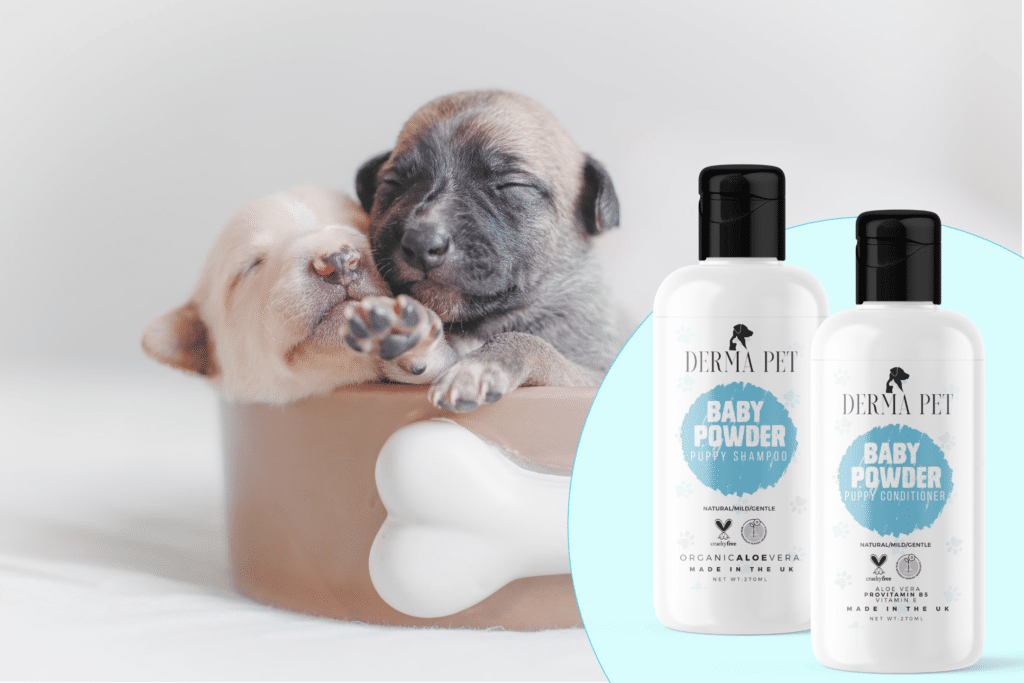 DERMA PET
BABY
POWDER
PUPPY SHAMPOO
NATURAL/MILD/GENTLE
crueltyfree
ORGANICALOEVERA
MADE IN THE UK
NET WT-270ML
DERMA PET
BABY
POWDER
PUPPY CONDITIONER
NATURAL/MILD/GENTLE
crueltyfree
ALOE VERA
PROVITAMIN B5
VITAMIN E
MADE IN THE UK
NET WT-270ML